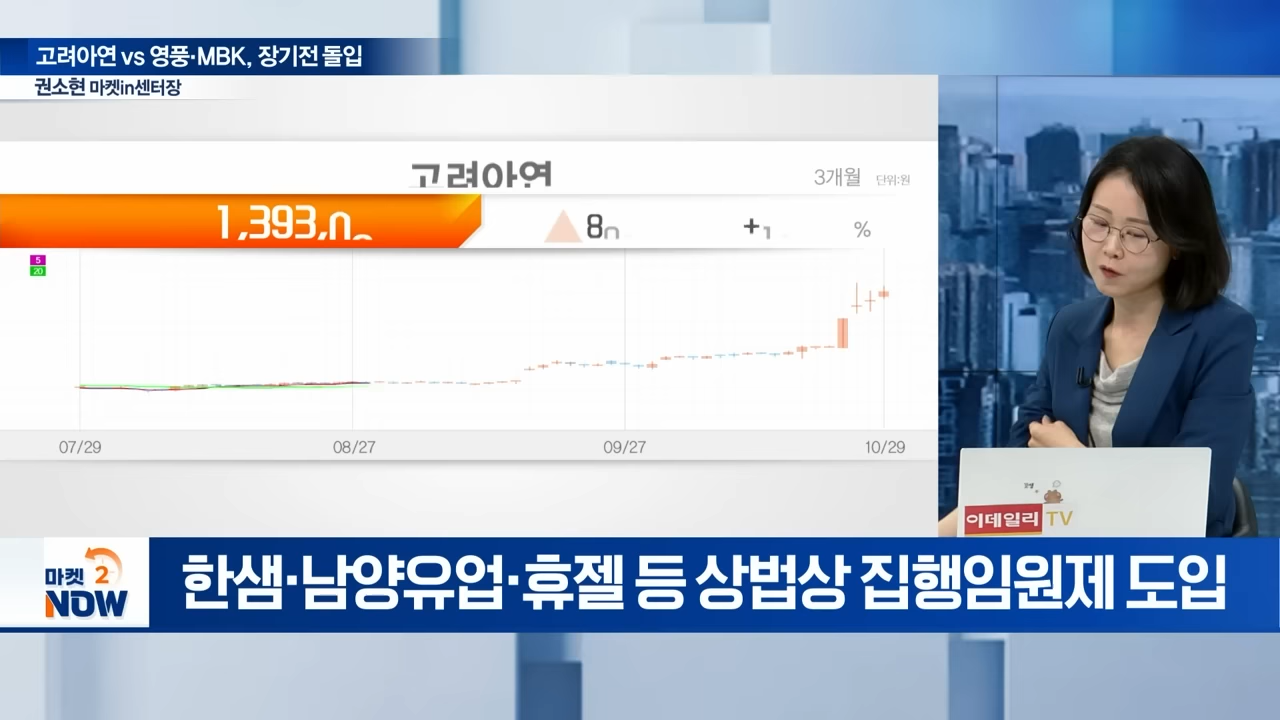 고려아연 vs 영풍·MBK, 장기전 돌입
권소현 마켓in센터장
고려아연
3개월 단위:원
%
5
20
07/29 08/27 09/27 10/29
이데일리 TV
마켓 2
NOW
한샘·남양유업·휴젤 등 상법상 집행임원제 도입